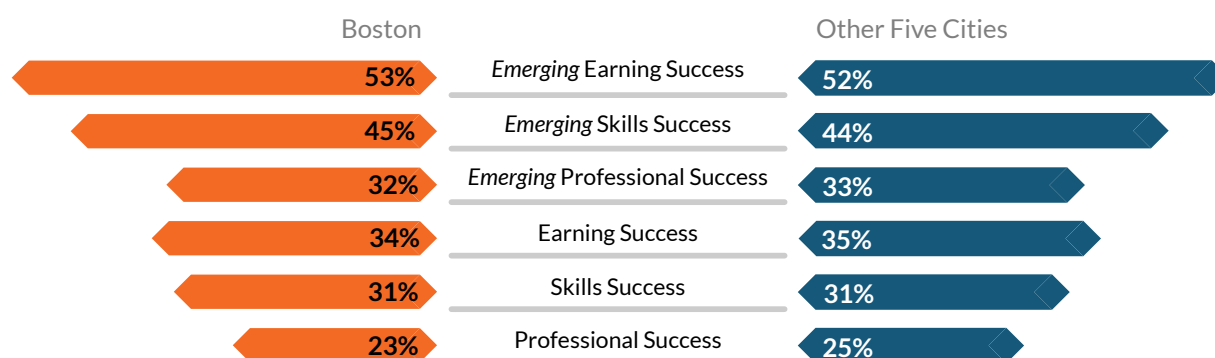 Boston Other Five Cities
53% Emerging Earning Success 52%
45% Emerging Skills Success 44%
32% Emerging Professional Success 33%
34% Earning Success 35%
31% Skills Success 31%
23% Professional Success 25%